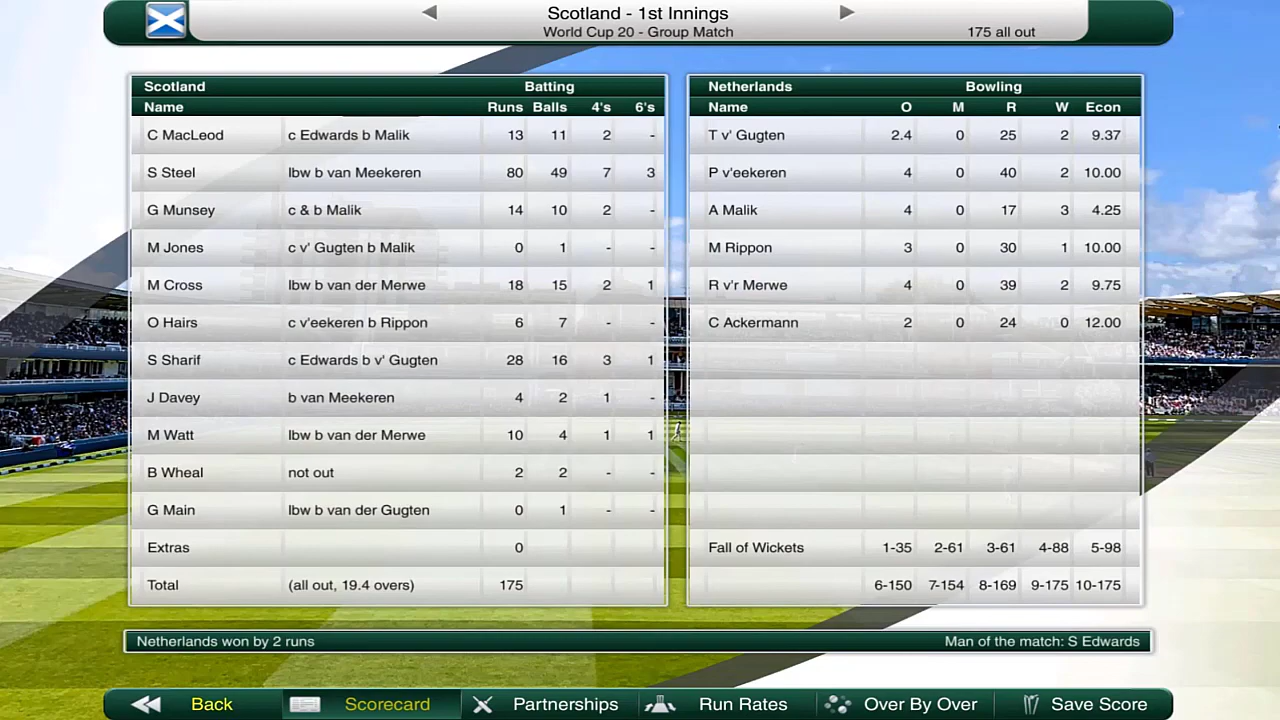 Scotland - 1st Innings
World Cup 20 - Group Match 175 all out
Scotland Batting
Name Runs Balls 4's 6's
C MacLeod c Edwards b Malik 13 11 2 -
S Steel lbw b van Meekeren 80 49 7 3
G Munsey c & b Malik 14 10 2 -
M Jones c v' Gugten b Malik 0 1 - -
M Cross lbw b van der Merwe 18 15 2 1
O Hairs c v'eekeren b Rippon 6 7 - -
S Sharif c Edwards b v' Gugten 28 16 3 1
J Davey b van Meekeren 4 2 1 -
M Watt lbw b van der Merwe 10 4 1 1
B Wheal not out 2 2 - -
G Main lbw b van der Gugten 0 1 - -
Extras 0
Total (all out, 19.4 overs) 175
Netherlands Bowling
Name O M R W Econ
T v' Gugten 2.4 0 25 2 9.37
P v'eekeren 4 0 40 2 10.00
A Malik 4 0 17 3 4.25
M Rippon 3 0 30 1 10.00
R v'r Merwe 4 0 39 2 9.75
C Ackermann 2 0 24 0 12.00
Fall of Wickets 1-35 2-61 3-61 4-88 5-98
6-150 7-154 8-169 9-175 10-175
Netherlands won by 2 runs Man of the match: S Edwards
Back Scorecard Partnerships Run Rates Over By Over Save Score